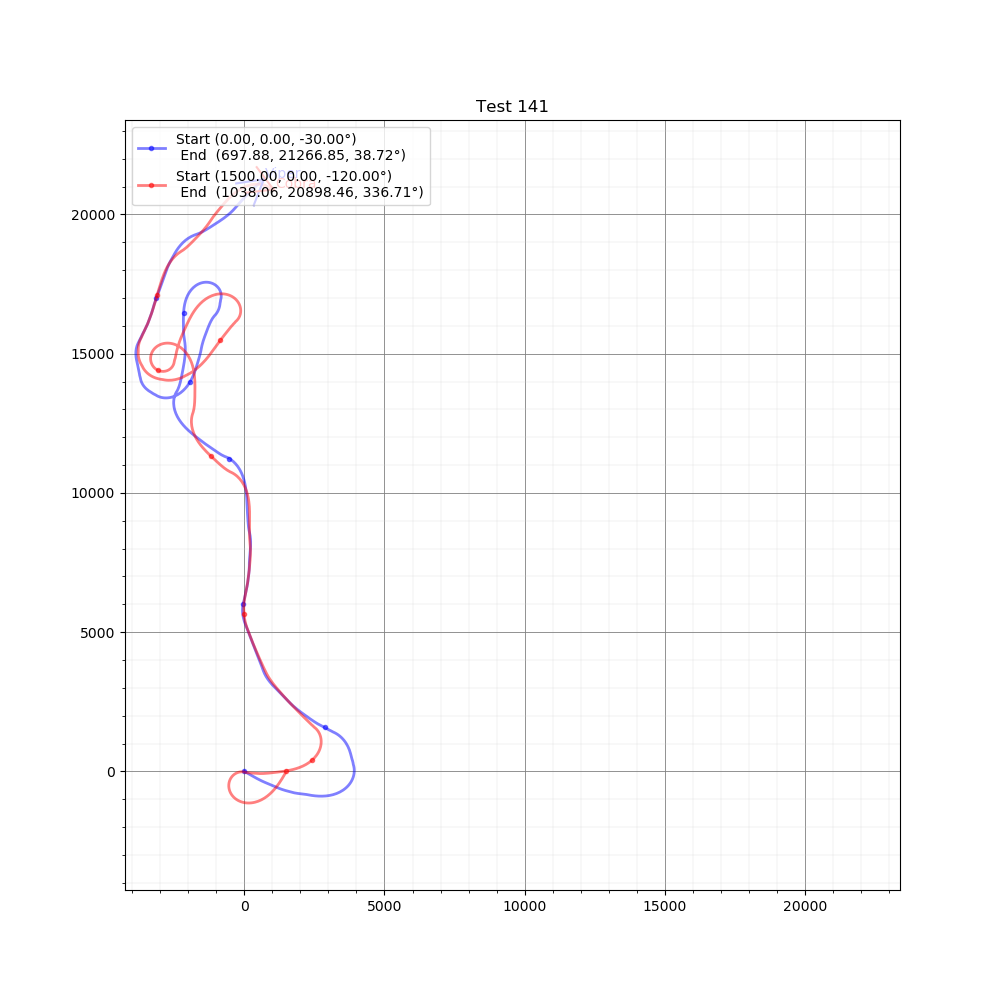 Test 141
Start (0.00, 0.00, -30.00°)
End (697.88, 21266.85, 38.72°)
Start (1500.00, 0.00, -120.00°)
End (1038.06, 20898.46, 336.71°)
20000
15000
10000
5000
0
0
5000
10000
15000
20000